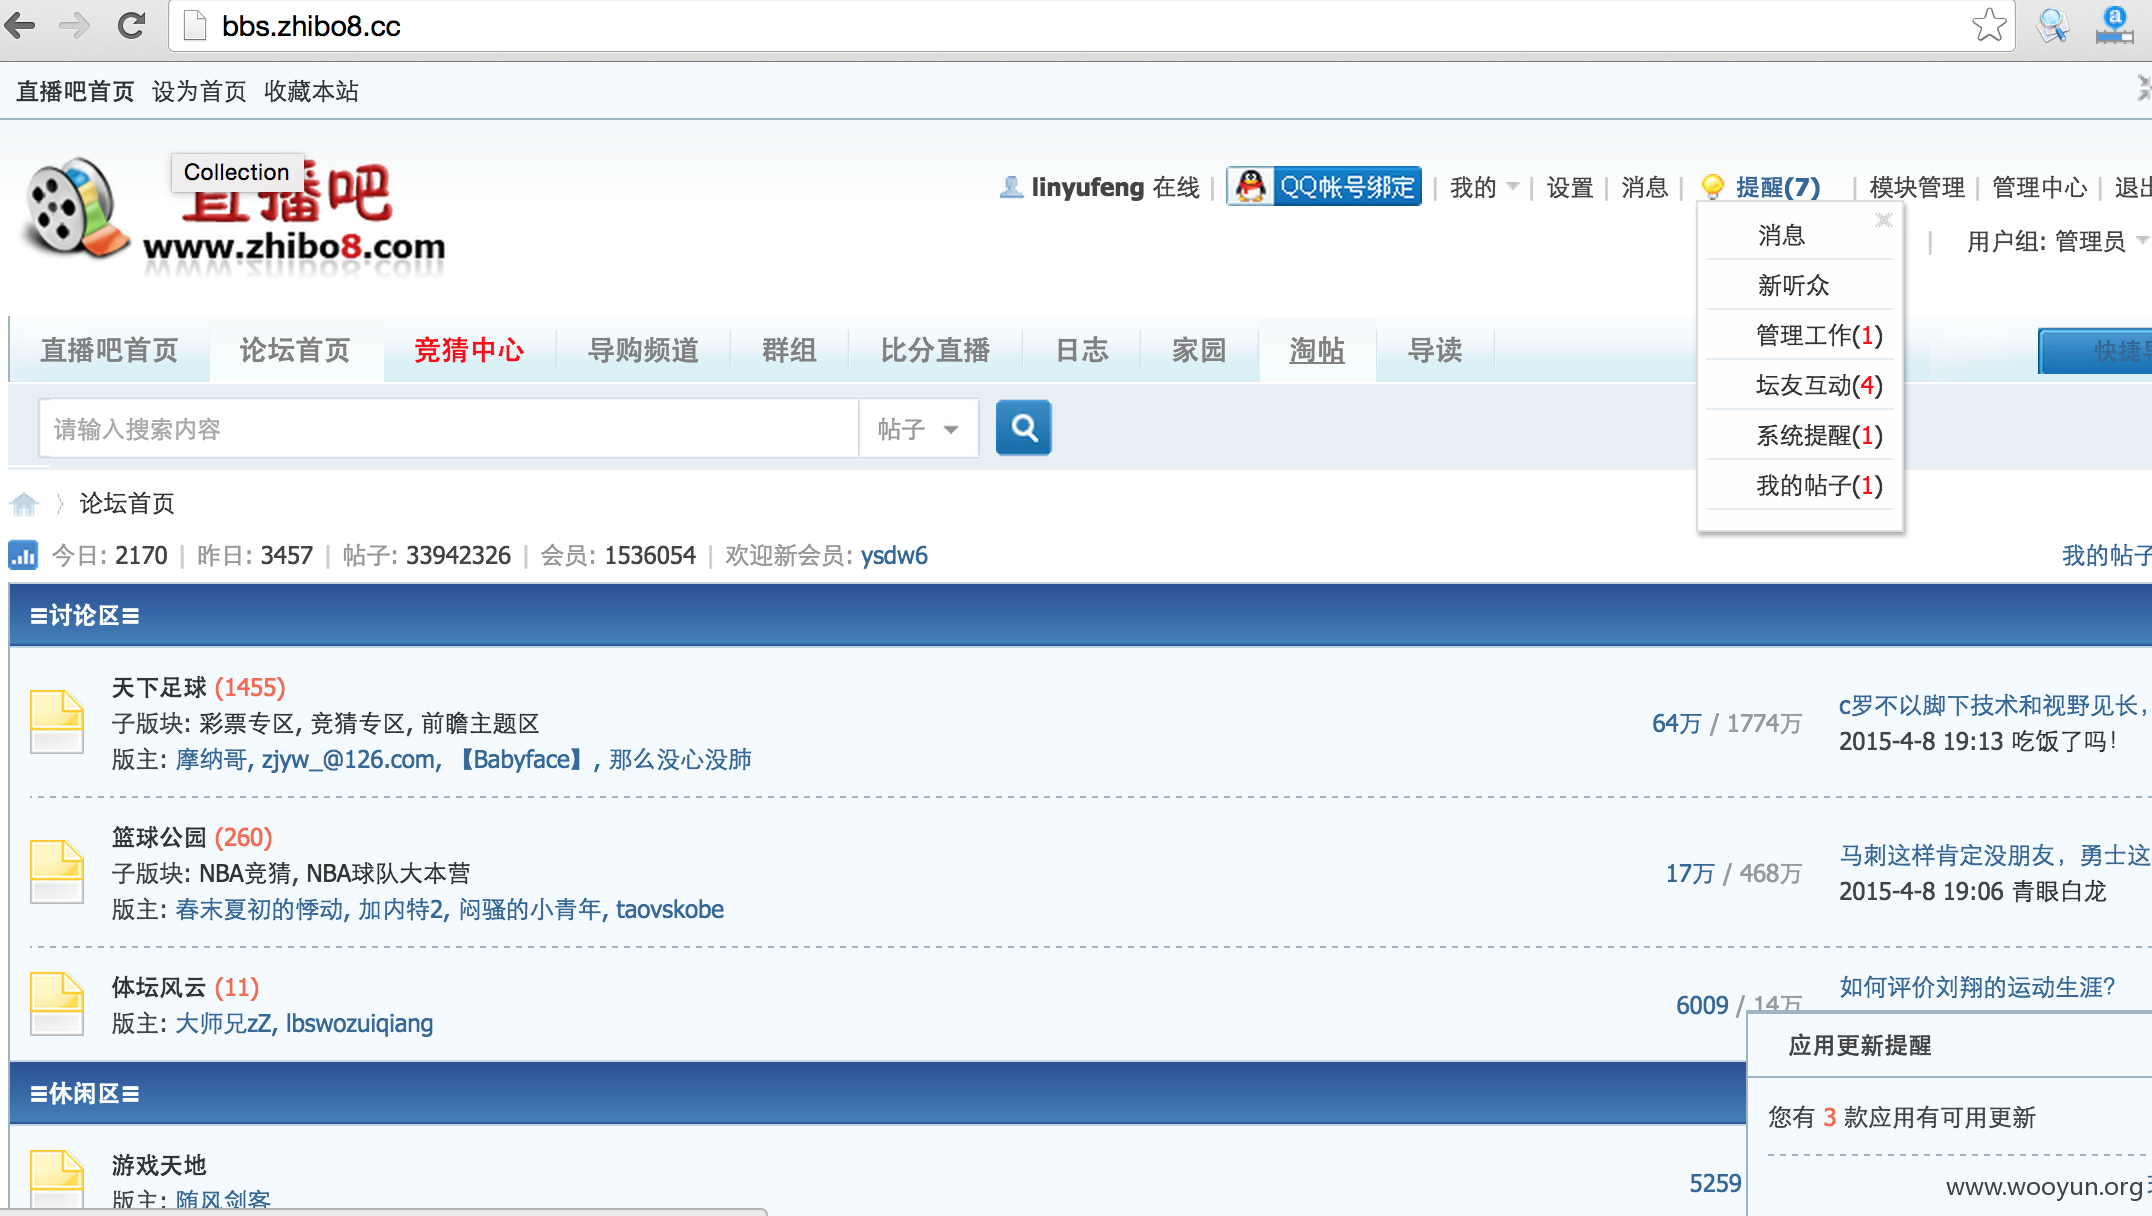 bbs.zhibo8.cc
直播吧首页 设为首页 收藏本站
Collection
直播吧
www.zhibo8.com
linyufeng 在线 | QQ帐号绑定 | 我的 | 设置 | 消息 | 提醒(7) | 模块管理 | 管理中心 | 退出
| 用户组: 管理员
消息
新听众
管理工作(1)
坛友互动(4)
系统提醒(1)
我的帖子(1)
直播吧首页 论坛首页 竞猜中心 导购频道 群组 比分直播 日志 家园 淘帖 导读 快捷导
请输入搜索内容 帖子
论坛首页
今日: 2170 | 昨日: 3457 | 帖子: 33942326 | 会员: 1536054 | 欢迎新会员: ysdw6 我的帖子
≡讨论区≡
天下足球 (1455)
子版块: 彩票专区, 竞猜专区, 前瞻主题区
版主: 摩纳哥, zjyw_@126.com, 【Babyface】, 那么没心没肺
64万 / 1774万
c罗不以脚下技术和视野见长,
2015-4-8 19:13 吃饭了吗!
篮球公园 (260)
子版块: NBA竞猜, NBA球队大本营
版主: 春末夏初的悸动, 加内特2, 闷骚的小青年, taovskobe
17万 / 468万
马刺这样肯定没朋友，勇士这
2015-4-8 19:06 青眼白龙
体坛风云 (11)
版主: 大师兄zZ, lbswozuiqiang
6009 / 14万
如何评价刘翔的运动生涯?
≡休闲区≡
游戏天地
版主: 随风剑客
5259
应用更新提醒
您有 3 款应用有可用更新
www.wooyun.org